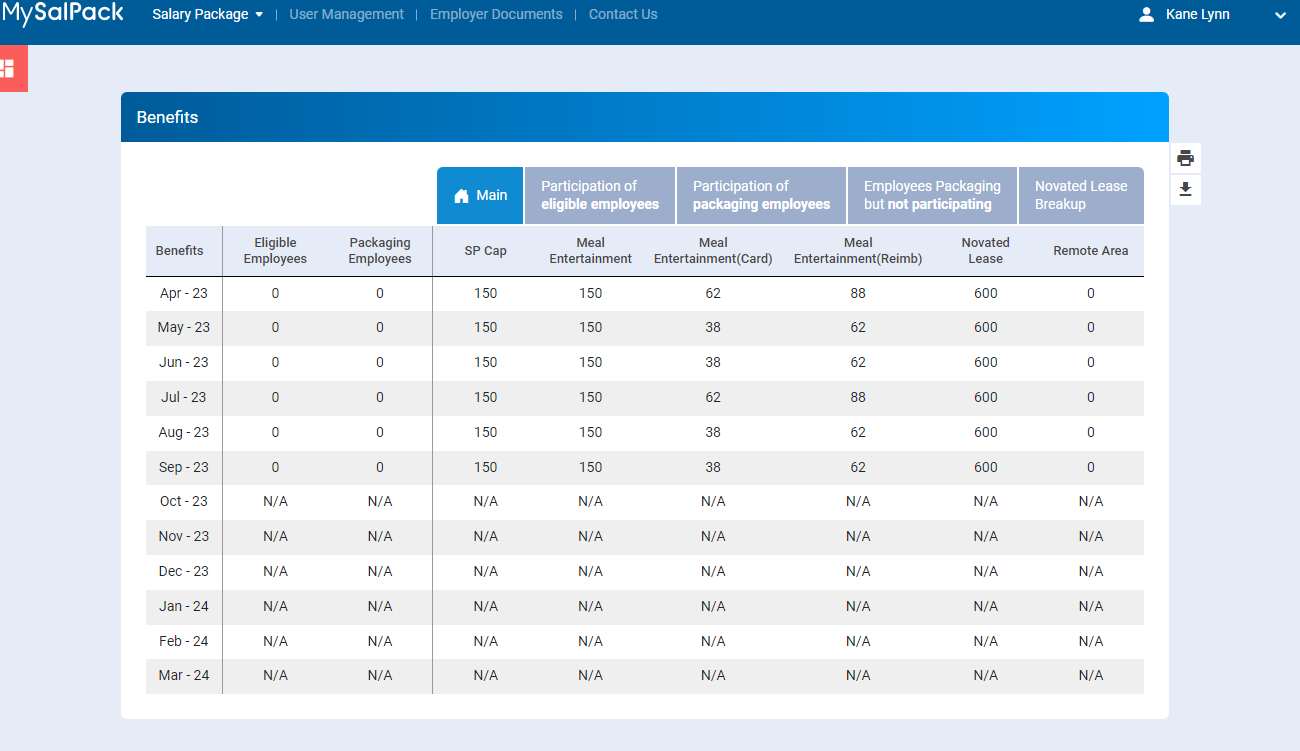 MySalPack Salary Package | User Management | Employer Documents | Contact Us Kane Lynn
Benefits
Main
Participation of
eligible employees
Participation of
packaging employees
Employees Packaging
but not participating
Novated Lease
Breakup
Benefits
Eligible
Employees
Packaging
Employees
SP Cap
Meal
Entertainment
Meal
Entertainment(Card)
Meal
Entertainment(Reimb)
Novated
Lease
Remote Area
Apr - 23 0 0 150 150 62 88 600 0
May - 23 0 0 150 150 38 62 600 0
Jun - 23 0 0 150 150 38 62 600 0
Jul - 23 0 0 150 150 62 88 600 0
Aug - 23 0 0 150 150 38 62 600 0
Sep - 23 0 0 150 150 38 62 600 0
Oct - 23 N/A N/A N/A N/A N/A N/A N/A N/A
Nov - 23 N/A N/A N/A N/A N/A N/A N/A N/A
Dec - 23 N/A N/A N/A N/A N/A N/A N/A N/A
Jan - 24 N/A N/A N/A N/A N/A N/A N/A N/A
Feb - 24 N/A N/A N/A N/A N/A N/A N/A N/A
Mar - 24 N/A N/A N/A N/A N/A N/A N/A N/A